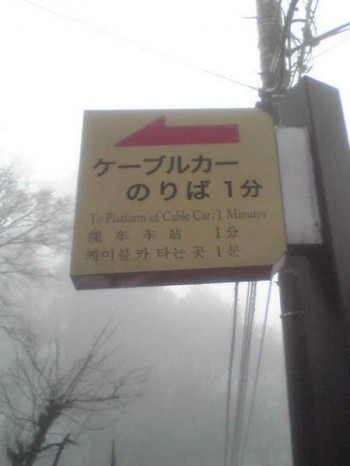 ケーブルカー
のりば 1分
To Platform of Cable Car: 1 Minutes
缆车车站 1分
케이블카 타는 곳 1분